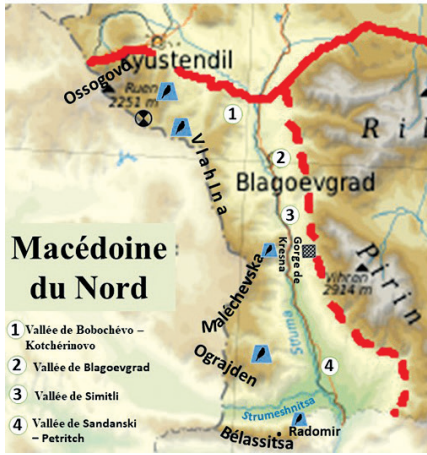 Kyustendil
Ossogovo
Ruen
2251 m
Vlahina
1
Ril
2
Blagoevgrad
3
Macédoine
du Nord
Gorge de
Kresna
Pirin
Vihren
2914 m
Maléchevska
1 Vallée de Bobochévo –
Kotchérinovo
2 Vallée de Blagoevgrad
3 Vallée de Simitli
4 Vallée de Sandanski
– Petritch
Struma
Ograjden
4
Strumeshnitsa
Bélassitsa
Radomir